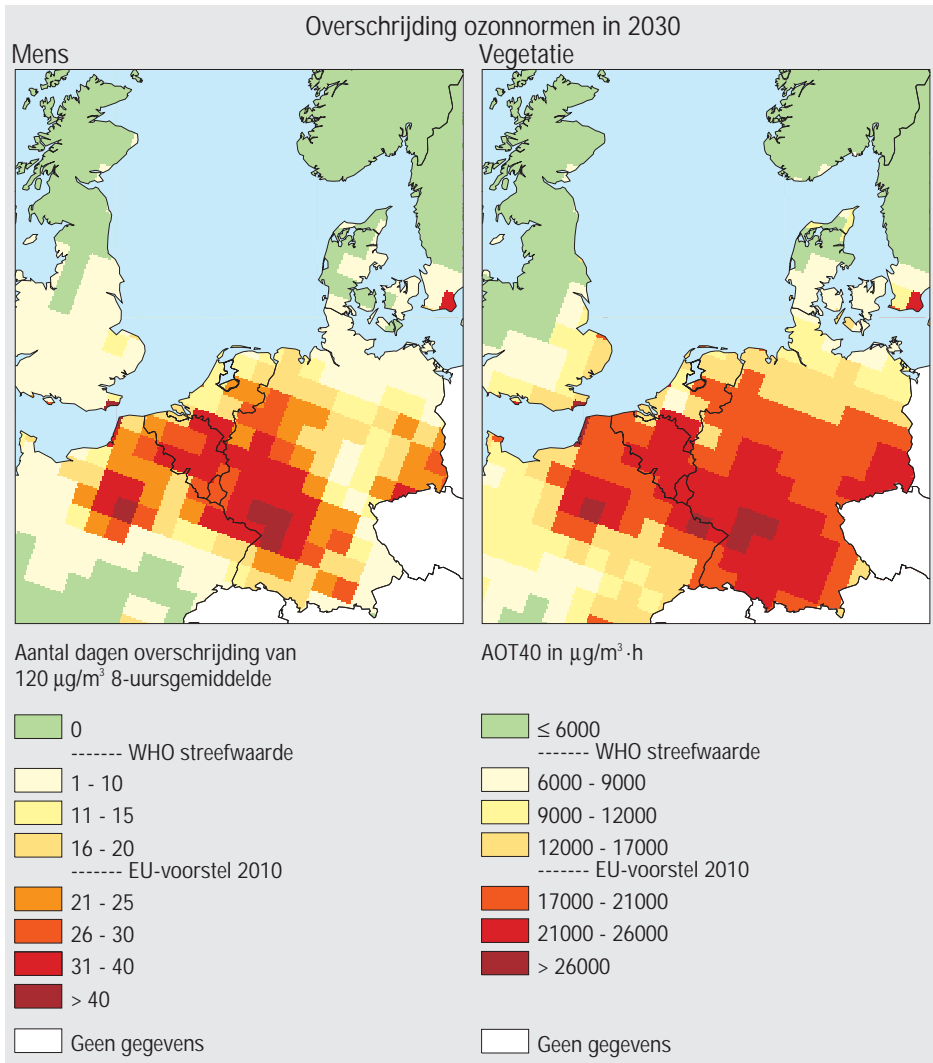 Overschrijding ozonnormen in 2030
Mens
Vegetatie
Aantal dagen overschrijding van
120 µg/m³ 8-uursgemiddelde
0
------- WHO streefwaarde
1 - 10
11 - 15
16 - 20
------- EU-voorstel 2010
21 - 25
26 - 30
31 - 40
> 40
Geen gegevens
AOT40 in µg/m³·h
≤ 6000
------- WHO streefwaarde
6000 - 9000
9000 - 12000
12000 - 17000
------- EU-voorstel 2010
17000 - 21000
21000 - 26000
> 26000
Geen gegevens